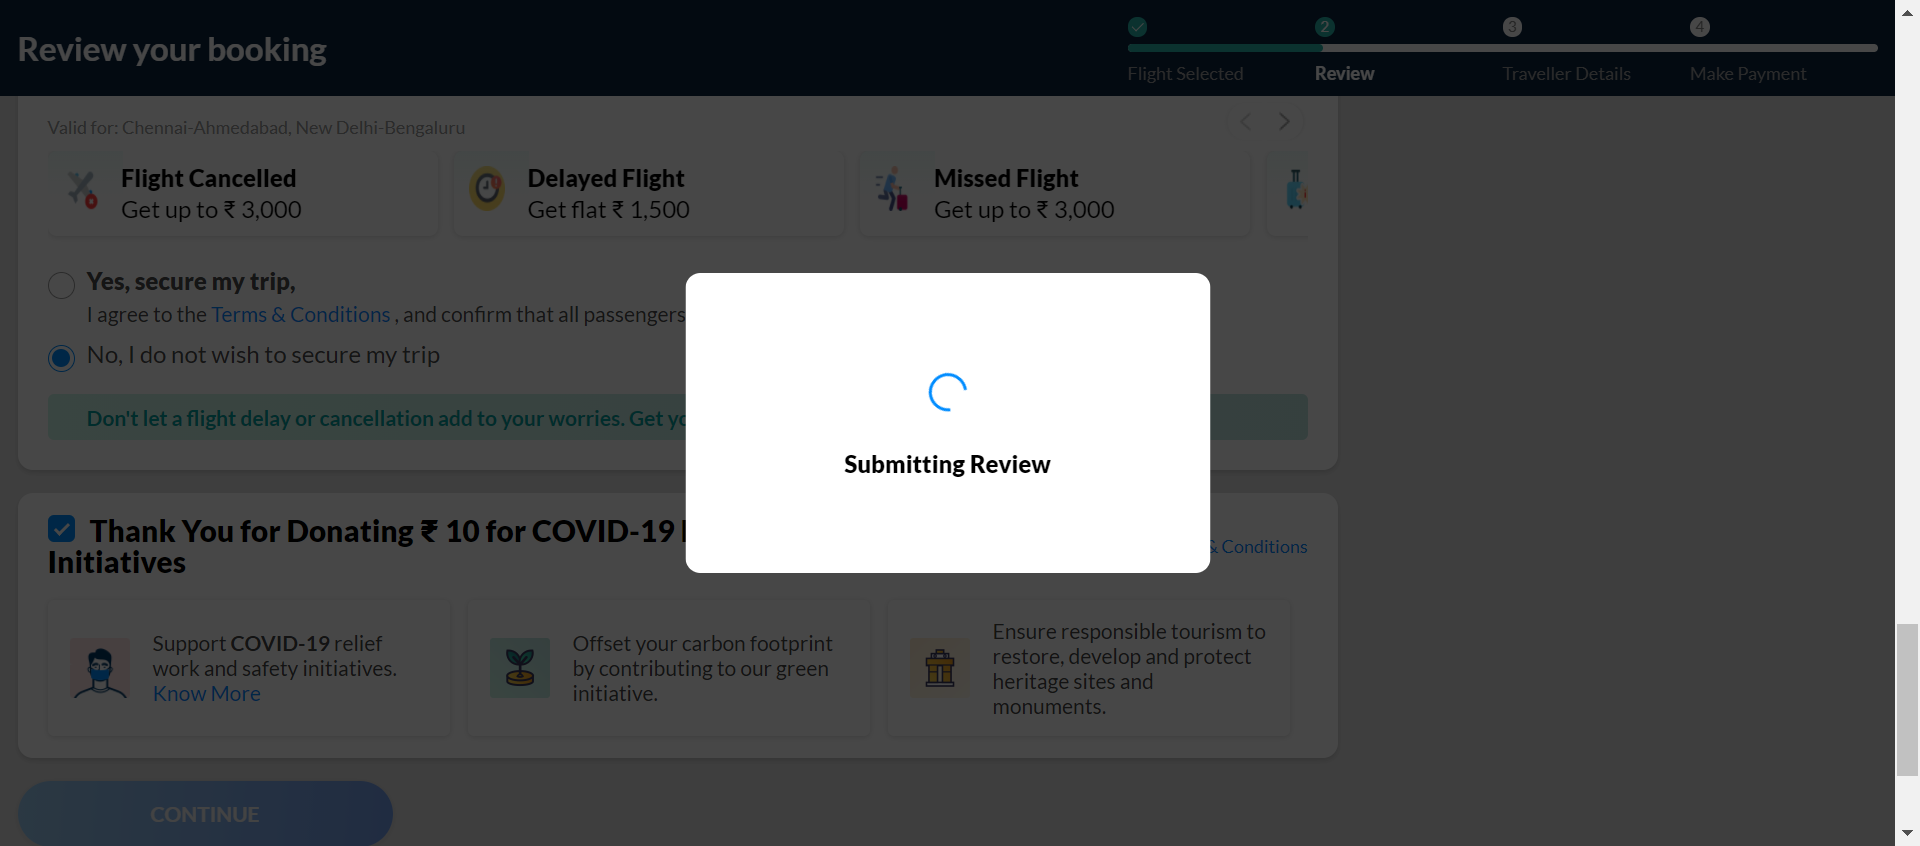 Review your booking
2
3
4
Flight Selected
Review
Traveller Details
Make Payment
Valid for: Chennai-Ahmedabad, New Delhi-Bengaluru
Flight Cancelled
Get up to ₹ 3,000
Delayed Flight
Get flat ₹ 1,500
Missed Flight
Get up to ₹ 3,000
Yes, secure my trip,
I agree to the Terms & Conditions , and confirm that all passengers
No, I do not wish to secure my trip
Don't let a flight delay or cancellation add to your worries. Get
Submitting Review
Thank You for Donating ₹ 10 for COVID-19
Initiatives
& Conditions
Support COVID-19 relief
work and safety initiatives.
Know More
Offset your carbon footprint
by contributing to our green
initiative.
Ensure responsible tourism to
restore, develop and protect
heritage sites and
monuments.
CONTINUE